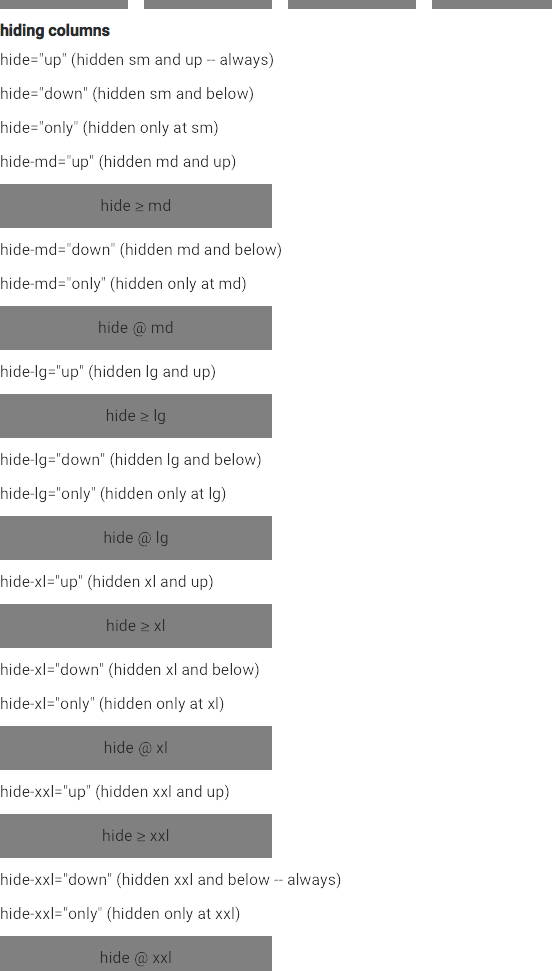 hiding columns
hide="up" (hidden sm and up -- always)
hide="down" (hidden sm and below)
hide="only" (hidden only at sm)
hide-md="up" (hidden md and up)
hide ≥ md
hide-md="down" (hidden md and below)
hide-md="only" (hidden only at md)
hide @ md
hide-lg="up" (hidden lg and up)
hide ≥ lg
hide-lg="down" (hidden lg and below)
hide-lg="only" (hidden only at lg)
hide @ lg
hide-xl="up" (hidden xl and up)
hide ≥ xl
hide-xl="down" (hidden xl and below)
hide-xl="only" (hidden only at xl)
hide @ xl
hide-xxl="up" (hidden xxl and up)
hide ≥ xxl
hide-xxl="down" (hidden xxl and below -- always)
hide-xxl="only" (hidden only at xxl)
hide @ xxl